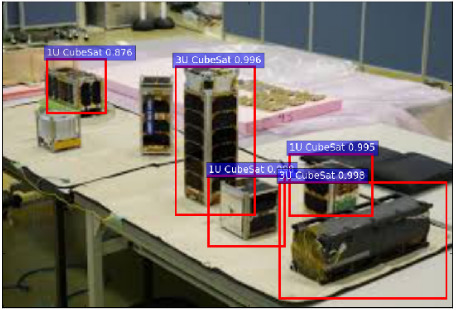 1U CubeSat 0.876
3U CubeSat 0.996
1U CubeSat 0.995
1U CubeSat
3U CubeSat 0.998